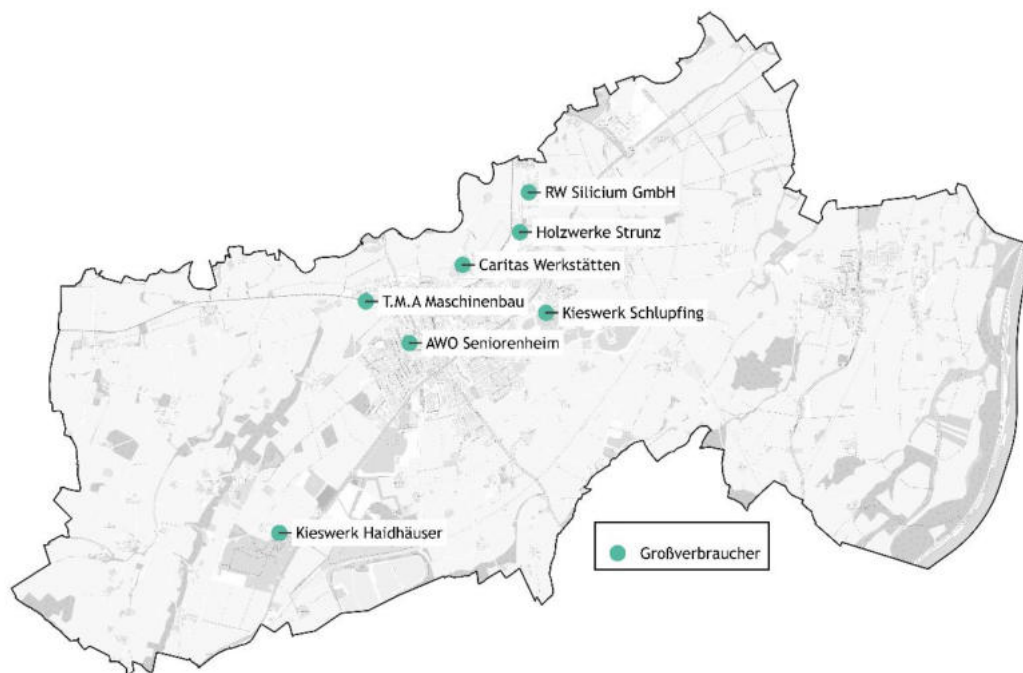 RW Silicium GmbH
Holzwerke Strunz
Caritas Werkstätten
T.M.A Maschinenbau
Kieswerk Schlupfing
AWO Seniorenheim
Kieswerk Haidhäuser
Großverbraucher